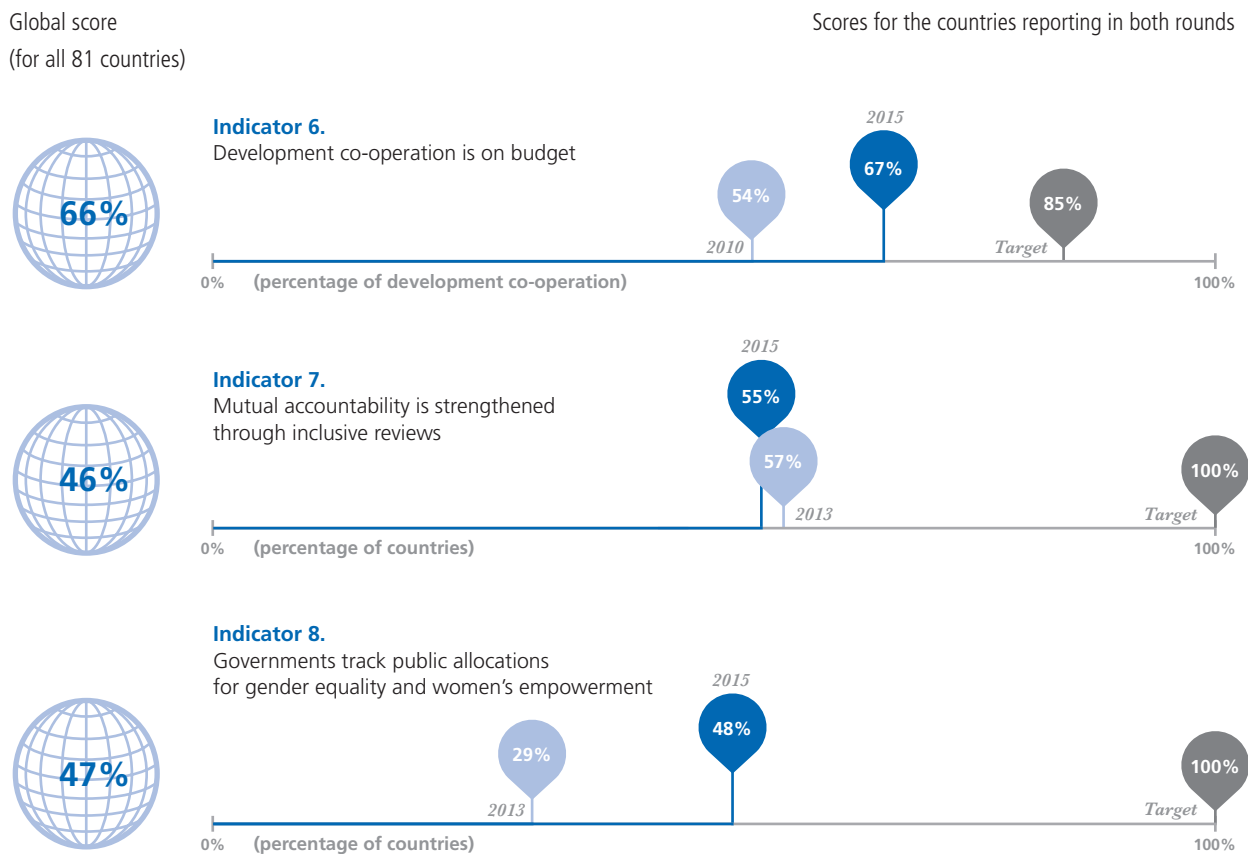 Global score
(for all 81 countries)
Scores for the countries reporting in both rounds
66%
Indicator 6.
Development co-operation is on budget
2015
54%
67%
85%
2010
Target
0%
(percentage of development co-operation)
100%
46%
Indicator 7.
Mutual accountability is strengthened
through inclusive reviews
2015
55%
57%
100%
2013
Target
0%
(percentage of countries)
100%
47%
Indicator 8.
Governments track public allocations
for gender equality and women’s empowerment
2015
29%
48%
100%
2013
Target
0%
(percentage of countries)
100%